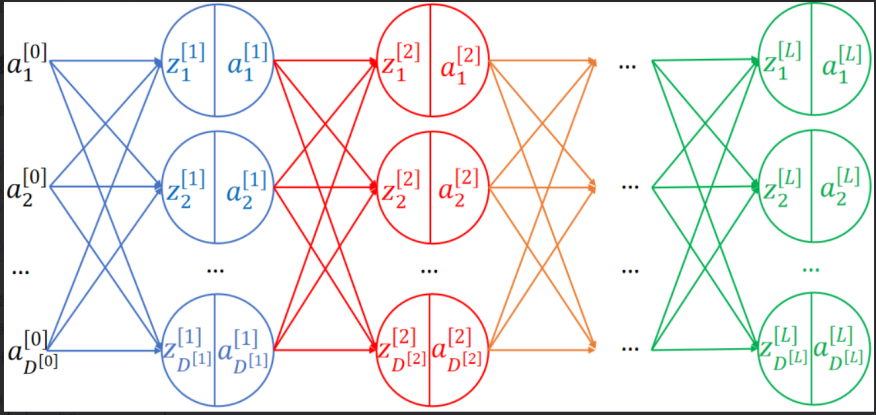 a_1^{[0]} z_1^{[1]} a_1^{[1]} z_1^{[2]} a_1^{[2]} ... z_1^{[L]} a_1^{[L]}
a_2^{[0]} z_2^{[1]} a_2^{[1]} z_2^{[2]} a_2^{[2]} ... z_2^{[L]} a_2^{[L]}
... ... ... ... ...
a_{D^{[0]}}^{[0]} z_{D^{[1]}}^{[1]} a_{D^{[1]}}^{[1]} z_{D^{[2]}}^{[2]} a_{D^{[2]}}^{[2]} ... z_{D^{[L]}}^{[L]} a_{D^{[L]}}^{[L]}